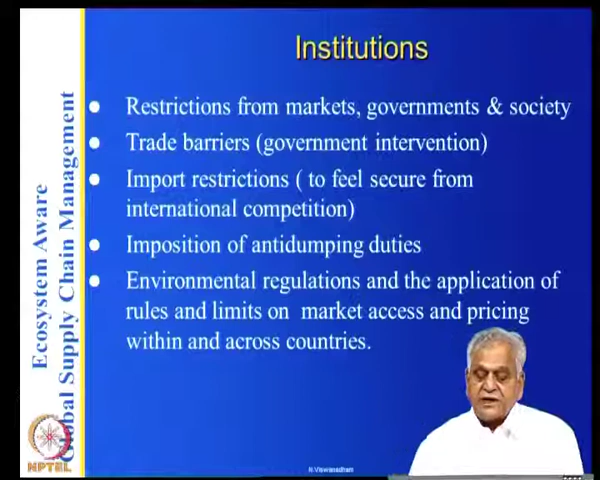 Institutions
Restrictions from markets, governments & society
Trade barriers (government intervention)
Import restrictions ( to feel secure from
international competition)
Imposition of antidumping duties
Environmental regulations and the application of
rules and limits on market access and pricing
within and across countries.
Ecosystem Aware
Global Supply Chain Management
NPTEL
N.Viswanadham